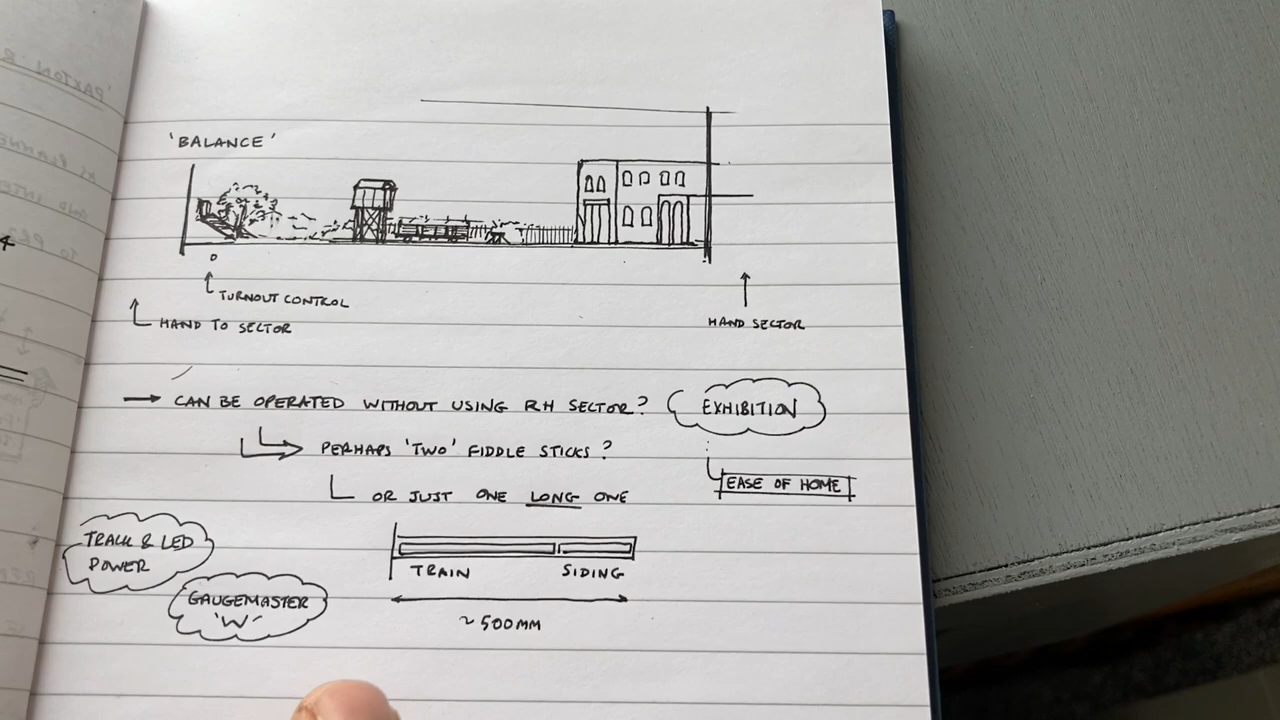 'BALANCE'
TURNOUT CONTROL
HAND TO SECTOR
HAND SECTOR
→ CAN BE OPERATED WITHOUT USING RH SECTOR?
EXHIBITION
PERHAPS 'TWO' FIDDLE STICKS?
EASE OF HOME
OR JUST ONE LONG ONE
TRACK & LED
POWER
TRAIN
SIDING
GAUGEMASTER
'W'
~ 500MM